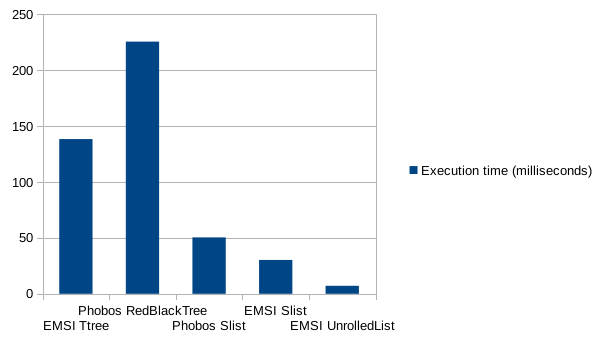 250
200
150
100
50
0
Execution time (milliseconds)
Phobos RedBlackTree
EMSI Slist
EMSI Ttree
Phobos Slist
EMSI UnrolledList